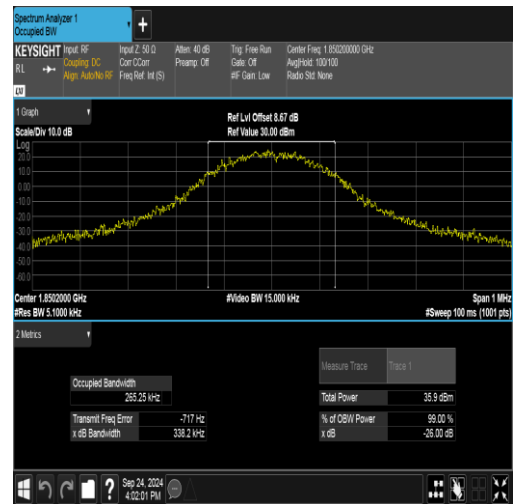 Spectrum Analyzer 1
Occupied BW
KEYSIGHT Input: RF Input Z: 50 Ω Atten: 40 dB Trig: Free Run Center Freq: 1.850200000 GHz
RL Coupling: DC Corr CCorr Preamp: Off Gate: Off Avg|Hold: 100/100
Align: Auto/No RF Freq Ref: Int (S) #IF Gain: Low Radio Std: None
LXI
1 Graph
Ref Lvl Offset 8.67 dB
Scale/Div 10.0 dB Ref Value 30.00 dBm
Log
20.0
10.0
0.00
-10.0
-20.0
-30.0
-40.0
-50.0
-60.0
Center 1.8502000 GHz #Video BW 15.000 kHz Span 1 MHz
#Res BW 5.1000 kHz #Sweep 100 ms (1001 pts)
2 Metrics
Measure Trace Trace 1
Occupied Bandwidth
265.25 kHz Total Power 35.9 dBm
Transmit Freq Error -717 Hz % of OBW Power 99.00 %
x dB Bandwidth 338.2 kHz x dB -26.00 dB
Sep 24, 2024
4:02:01 PM